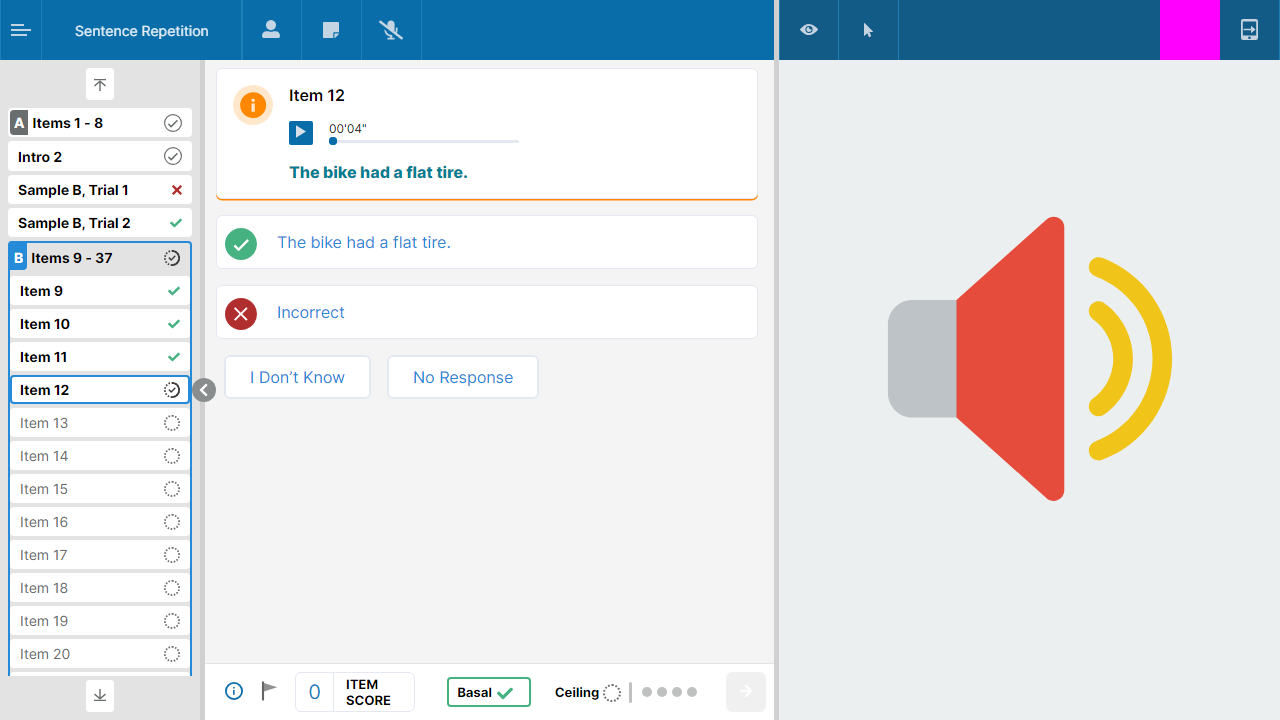 Sentence Repetition
A Items 1 - 8
Intro 2
Sample B, Trial 1
Sample B, Trial 2
B Items 9 - 37
Item 9
Item 10
Item 11
Item 12
Item 13
Item 14
Item 15
Item 16
Item 17
Item 18
Item 19
Item 20
Item 12
00'04"
The bike had a flat tire.
The bike had a flat tire.
Incorrect
I Don’t Know
No Response
0 ITEM
SCORE
Basal
Ceiling